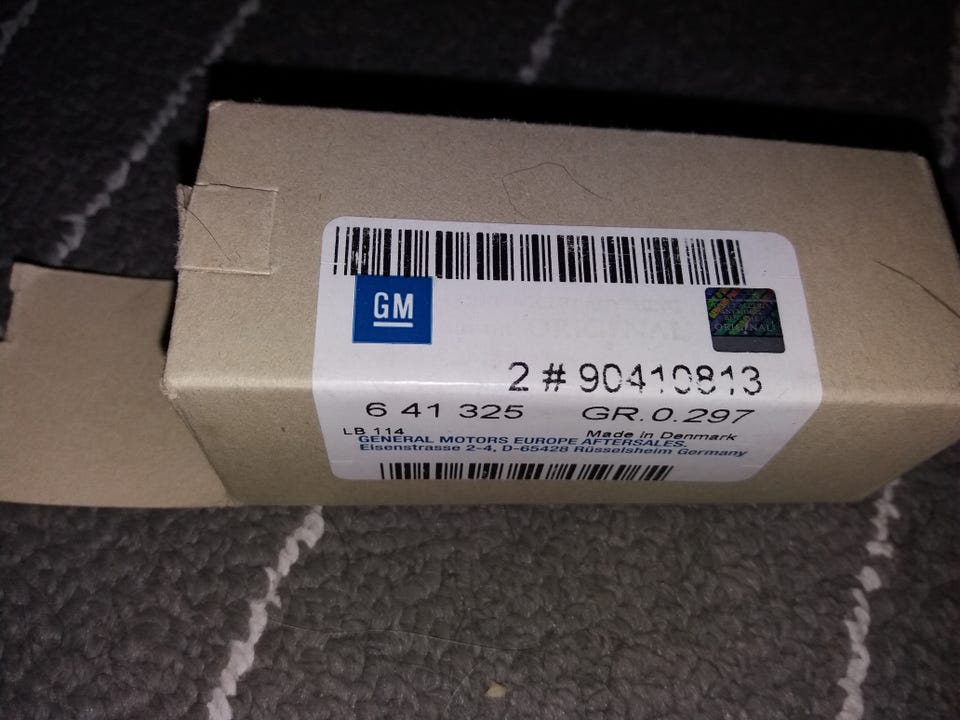 GM
ORIGINAL
2 # 90410813
6 41 325 GR.0.297
LB 114 Made in Denmark
GENERAL MOTORS EUROPE AFTERSALES.
Eisenstrasse 2-4, D-65428 Rüsselsheim Germany